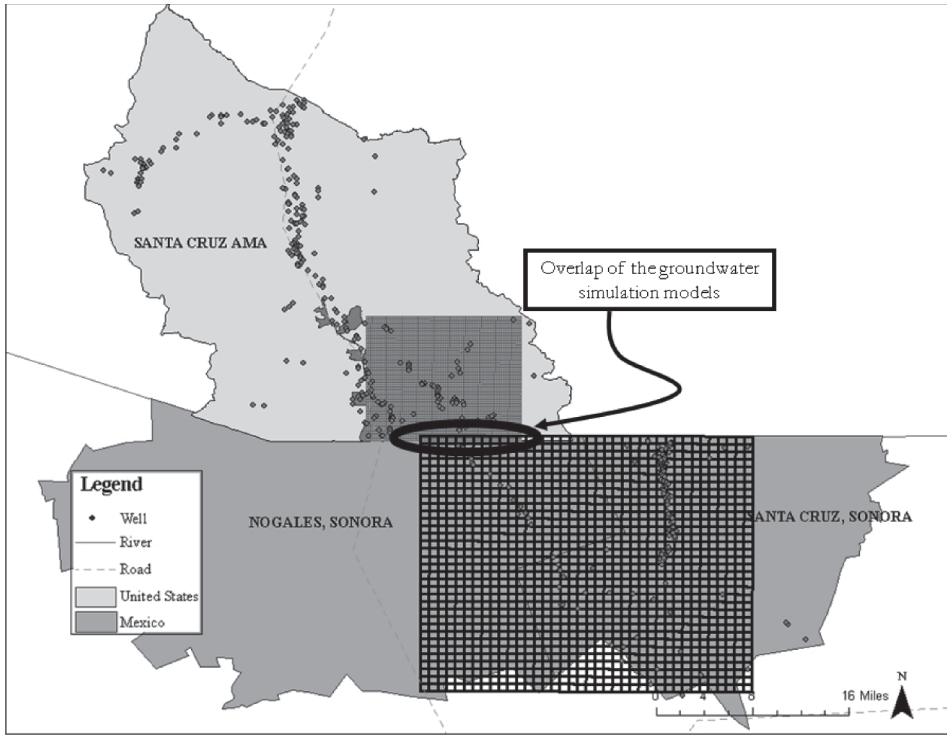 SANTA CRUZ AMA
Overlap of the groundwater
simulation models
Legend
Well
River
Road
United States
Mexico
NOGALES, SONORA
SANTA CRUZ, SONORA
N
16 Miles
0 2 4 8